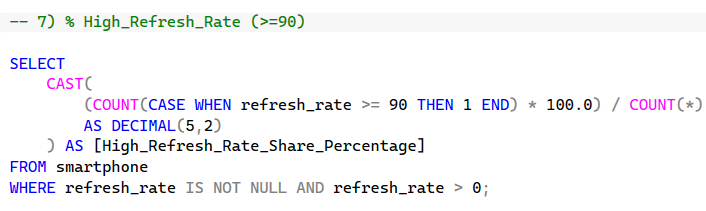 -- 7) % High_Refresh_Rate (>=90)
SELECT
    CAST(
        (COUNT(CASE WHEN refresh_rate >= 90 THEN 1 END) * 100.0) / COUNT(*)
        AS DECIMAL(5,2)
    ) AS [High_Refresh_Rate_Share_Percentage]
FROM smartphone
WHERE refresh_rate IS NOT NULL AND refresh_rate > 0;